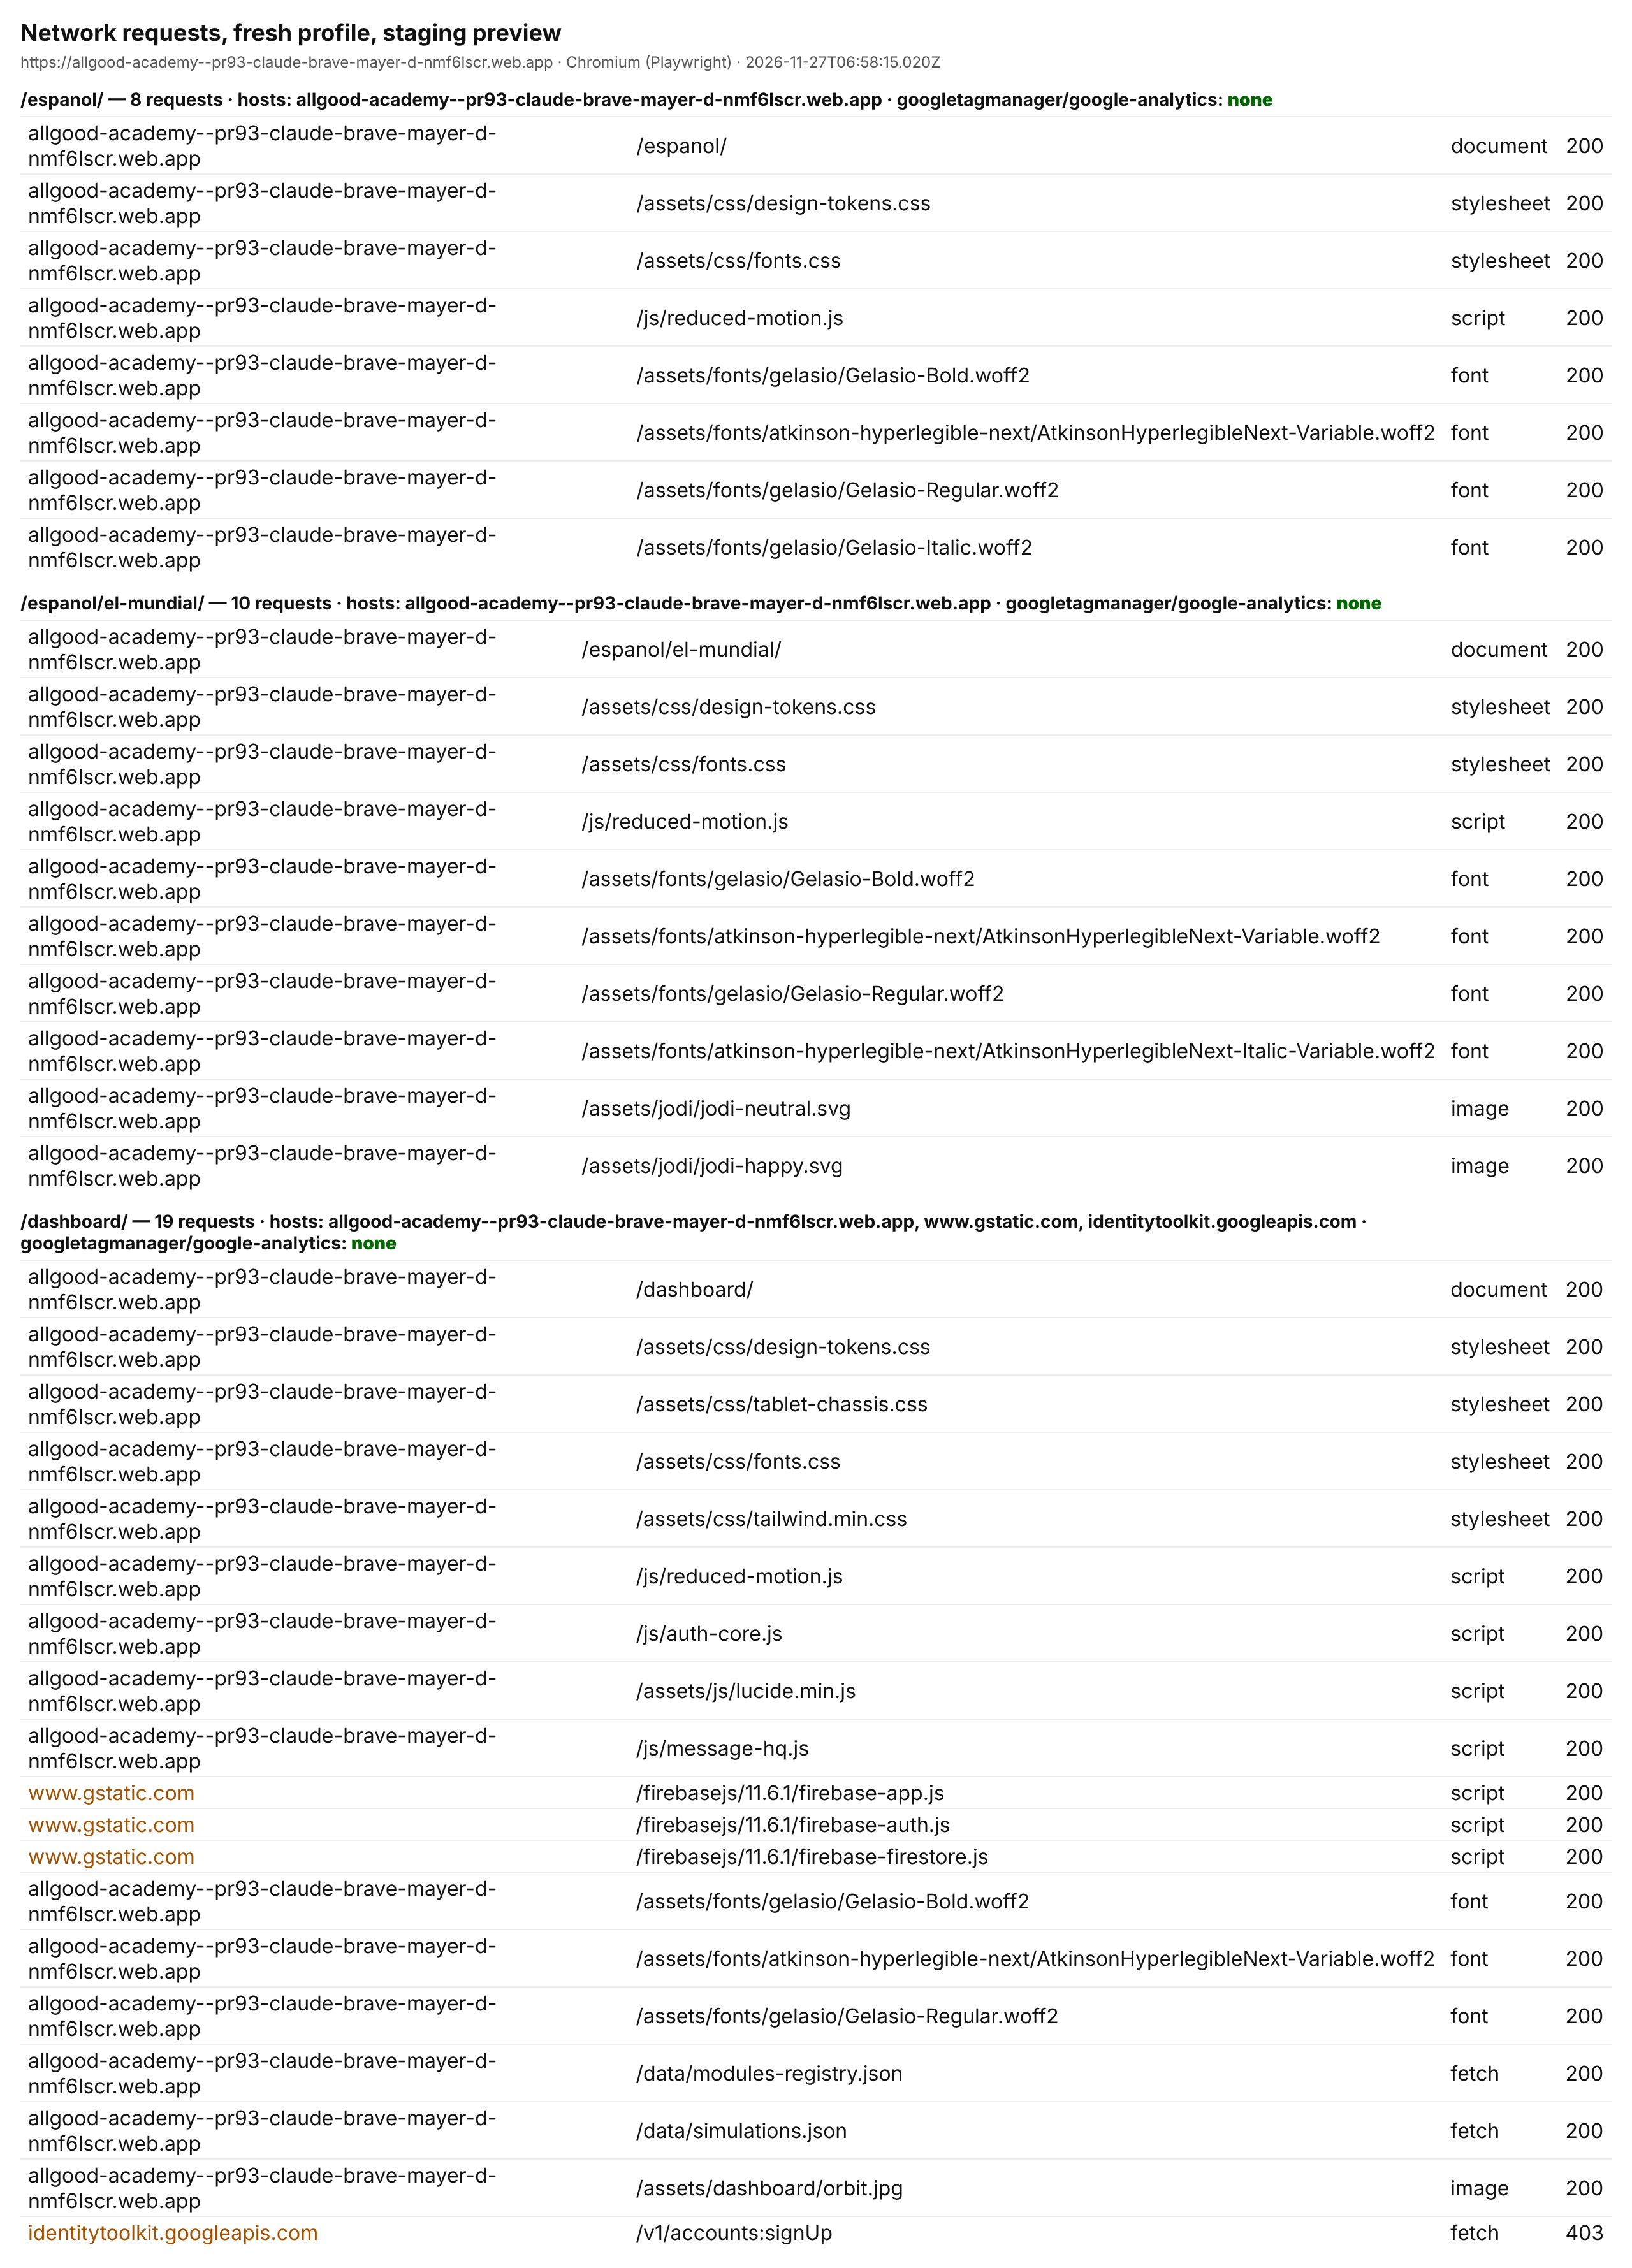 Network requests, fresh profile, staging preview
https://allgood-academy--pr93-claude-brave-mayer-d-nmf6lscr.web.app · Chromium (Playwright) · 2026-11-27T06:58:15.020Z
/espanol/ — 8 requests · hosts: allgood-academy--pr93-claude-brave-mayer-d-nmf6lscr.web.app · googletagmanager/google-analytics: none
allgood-academy--pr93-claude-brave-mayer-d-
nmf6lscr.web.app /espanol/ document 200
allgood-academy--pr93-claude-brave-mayer-d-
nmf6lscr.web.app /assets/css/design-tokens.css stylesheet 200
allgood-academy--pr93-claude-brave-mayer-d-
nmf6lscr.web.app /assets/css/fonts.css stylesheet 200
allgood-academy--pr93-claude-brave-mayer-d-
nmf6lscr.web.app /js/reduced-motion.js script 200
allgood-academy--pr93-claude-brave-mayer-d-
nmf6lscr.web.app /assets/fonts/gelasio/Gelasio-Bold.woff2 font 200
allgood-academy--pr93-claude-brave-mayer-d-
nmf6lscr.web.app /assets/fonts/atkinson-hyperlegible-next/AtkinsonHyperlegibleNext-Variable.woff2 font 200
allgood-academy--pr93-claude-brave-mayer-d-
nmf6lscr.web.app /assets/fonts/gelasio/Gelasio-Regular.woff2 font 200
allgood-academy--pr93-claude-brave-mayer-d-
nmf6lscr.web.app /assets/fonts/gelasio/Gelasio-Italic.woff2 font 200
/espanol/el-mundial/ — 10 requests · hosts: allgood-academy--pr93-claude-brave-mayer-d-nmf6lscr.web.app · googletagmanager/google-analytics: none
allgood-academy--pr93-claude-brave-mayer-d-
nmf6lscr.web.app /espanol/el-mundial/ document 200
allgood-academy--pr93-claude-brave-mayer-d-
nmf6lscr.web.app /assets/css/design-tokens.css stylesheet 200
allgood-academy--pr93-claude-brave-mayer-d-
nmf6lscr.web.app /assets/css/fonts.css stylesheet 200
allgood-academy--pr93-claude-brave-mayer-d-
nmf6lscr.web.app /js/reduced-motion.js script 200
allgood-academy--pr93-claude-brave-mayer-d-
nmf6lscr.web.app /assets/fonts/gelasio/Gelasio-Bold.woff2 font 200
allgood-academy--pr93-claude-brave-mayer-d-
nmf6lscr.web.app /assets/fonts/atkinson-hyperlegible-next/AtkinsonHyperlegibleNext-Variable.woff2 font 200
allgood-academy--pr93-claude-brave-mayer-d-
nmf6lscr.web.app /assets/fonts/gelasio/Gelasio-Regular.woff2 font 200
allgood-academy--pr93-claude-brave-mayer-d-
nmf6lscr.web.app /assets/fonts/atkinson-hyperlegible-next/AtkinsonHyperlegibleNext-Italic-Variable.woff2 font 200
allgood-academy--pr93-claude-brave-mayer-d-
nmf6lscr.web.app /assets/jodi/jodi-neutral.svg image 200
allgood-academy--pr93-claude-brave-mayer-d-
nmf6lscr.web.app /assets/jodi/jodi-happy.svg image 200
/dashboard/ — 19 requests · hosts: allgood-academy--pr93-claude-brave-mayer-d-nmf6lscr.web.app, www.gstatic.com, identitytoolkit.googleapis.com ·
googletagmanager/google-analytics: none
allgood-academy--pr93-claude-brave-mayer-d-
nmf6lscr.web.app /dashboard/ document 200
allgood-academy--pr93-claude-brave-mayer-d-
nmf6lscr.web.app /assets/css/design-tokens.css stylesheet 200
allgood-academy--pr93-claude-brave-mayer-d-
nmf6lscr.web.app /assets/css/tablet-chassis.css stylesheet 200
allgood-academy--pr93-claude-brave-mayer-d-
nmf6lscr.web.app /assets/css/fonts.css stylesheet 200
allgood-academy--pr93-claude-brave-mayer-d-
nmf6lscr.web.app /assets/css/tailwind.min.css stylesheet 200
allgood-academy--pr93-claude-brave-mayer-d-
nmf6lscr.web.app /js/reduced-motion.js script 200
allgood-academy--pr93-claude-brave-mayer-d-
nmf6lscr.web.app /js/auth-core.js script 200
allgood-academy--pr93-claude-brave-mayer-d-
nmf6lscr.web.app /assets/js/lucide.min.js script 200
allgood-academy--pr93-claude-brave-mayer-d-
nmf6lscr.web.app /js/message-hq.js script 200
www.gstatic.com /firebasejs/11.6.1/firebase-app.js script 200
www.gstatic.com /firebasejs/11.6.1/firebase-auth.js script 200
www.gstatic.com /firebasejs/11.6.1/firebase-firestore.js script 200
allgood-academy--pr93-claude-brave-mayer-d-
nmf6lscr.web.app /assets/fonts/gelasio/Gelasio-Bold.woff2 font 200
allgood-academy--pr93-claude-brave-mayer-d-
nmf6lscr.web.app /assets/fonts/atkinson-hyperlegible-next/AtkinsonHyperlegibleNext-Variable.woff2 font 200
allgood-academy--pr93-claude-brave-mayer-d-
nmf6lscr.web.app /assets/fonts/gelasio/Gelasio-Regular.woff2 font 200
allgood-academy--pr93-claude-brave-mayer-d-
nmf6lscr.web.app /data/modules-registry.json fetch 200
allgood-academy--pr93-claude-brave-mayer-d-
nmf6lscr.web.app /data/simulations.json fetch 200
allgood-academy--pr93-claude-brave-mayer-d-
nmf6lscr.web.app /assets/dashboard/orbit.jpg image 200
identitytoolkit.googleapis.com /v1/accounts:signUp fetch 403